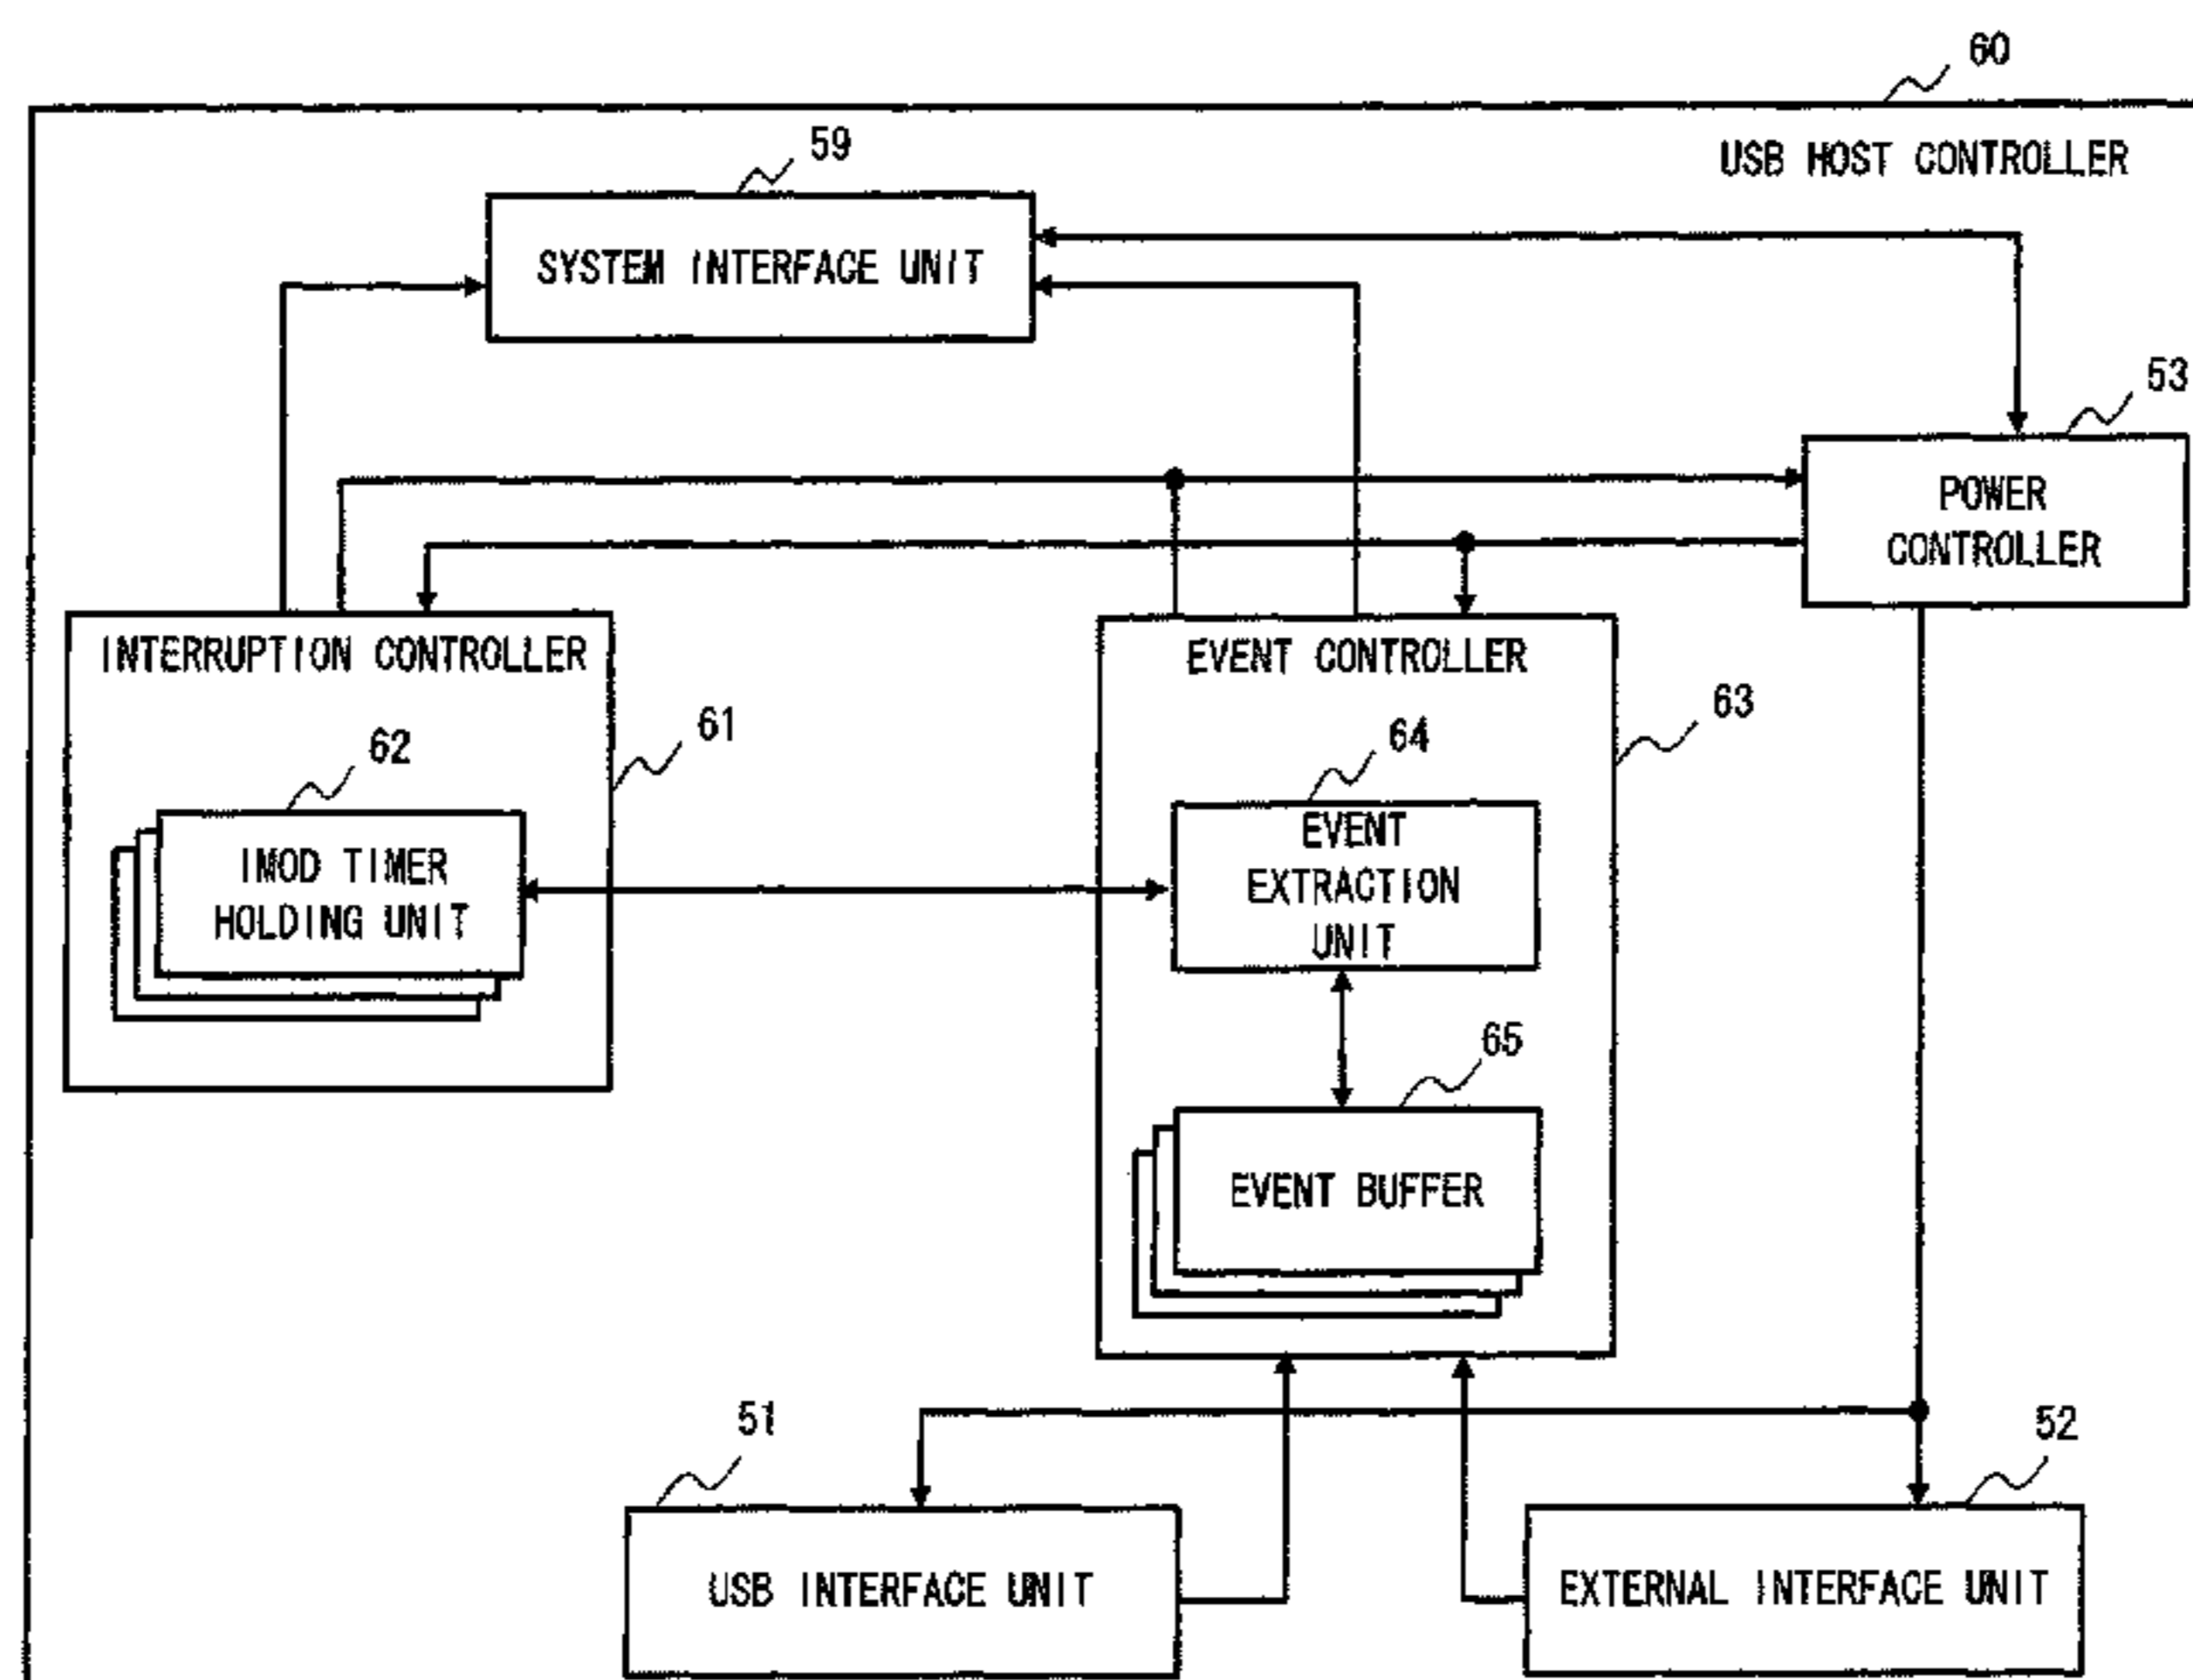 60
USB HOST CONTROLLER
59
SYSTEM INTERFACE UNIT
53
POWER
CONTROLLER
INTERRUPTION CONTROLLER
61
62
IMOD TIMER
HOLDING UNIT
EVENT CONTROLLER
63
64
EVENT
EXTRACTION
UNIT
65
EVENT BUFFER
51
USB INTERFACE UNIT
52
EXTERNAL INTERFACE UNIT